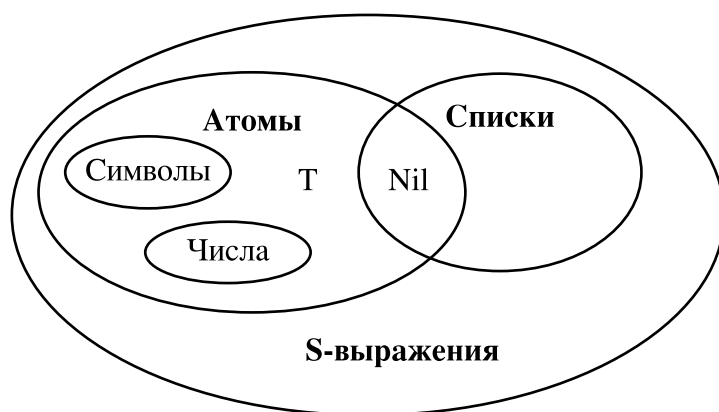 Атомы
Списки
Символы
T
Nil
Числа
S-выражения